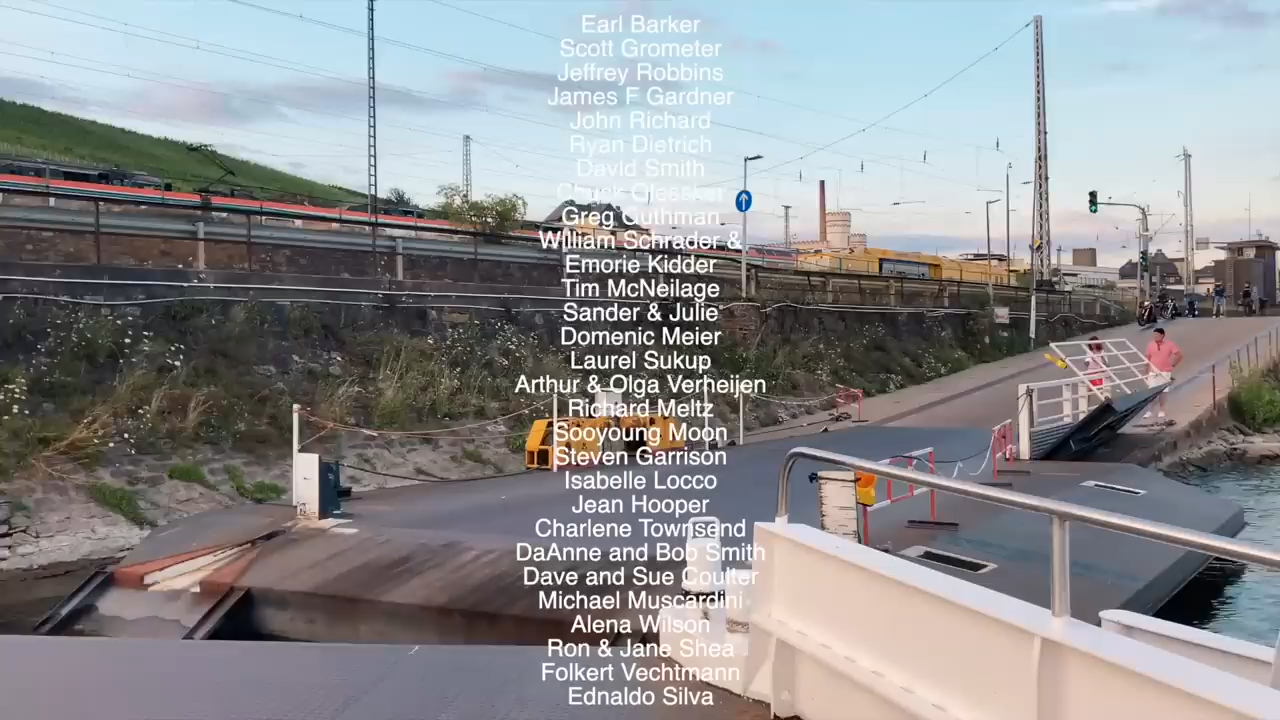 Earl Barker
Scott Grometer
Jeffrey Robbins
James F Gardner
John Richard
Ryan Dietrich
David Smith
Chuck Olessker
Greg Guthman
William Schrader &
Emorie Kidder
Tim McNeilage
Sander & Julie
Domenic Meier
Laurel Sukup
Arthur & Olga Verheijen
Richard Meltz
Sooyoung Moon
Steven Garrison
Isabelle Locco
Jean Hooper
Charlene Townsend
DaAnne and Bob Smith
Dave and Sue Coulter
Michael Muscardini
Alena Wilson
Ron & Jane Shea
Folkert Vechtmann
Ednaldo Silva